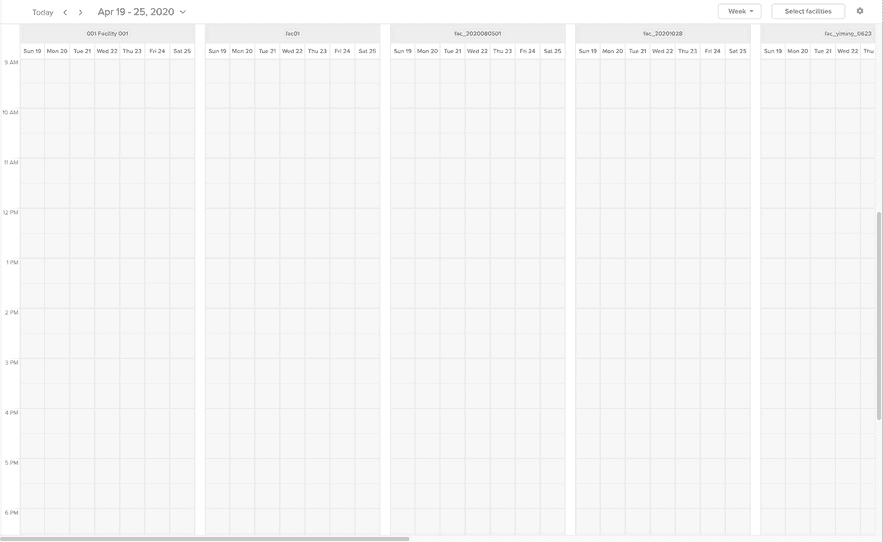 Today Apr 19 - 25, 2020 Week Select facilities
001 Facility 001 fac01 fac_2020080501 fac_20201028 fac_yiming_0623
Sun 19 Mon 20 Tue 21 Wed 22 Thu 23 Fri 24 Sat 25 Sun 19 Mon 20 Tue 21 Wed 22 Thu 23 Fri 24 Sat 25 Sun 19 Mon 20 Tue 21 Wed 22 Thu 23 Fri 24 Sat 25 Sun 19 Mon 20 Tue 21 Wed 22 Thu 23 Fri 24 Sat 25 Sun 19 Mon 20 Tue 21 Wed 22 Thu
9 AM
10 AM
11 AM
12 PM
1 PM
2 PM
3 PM
4 PM
5 PM
6 PM